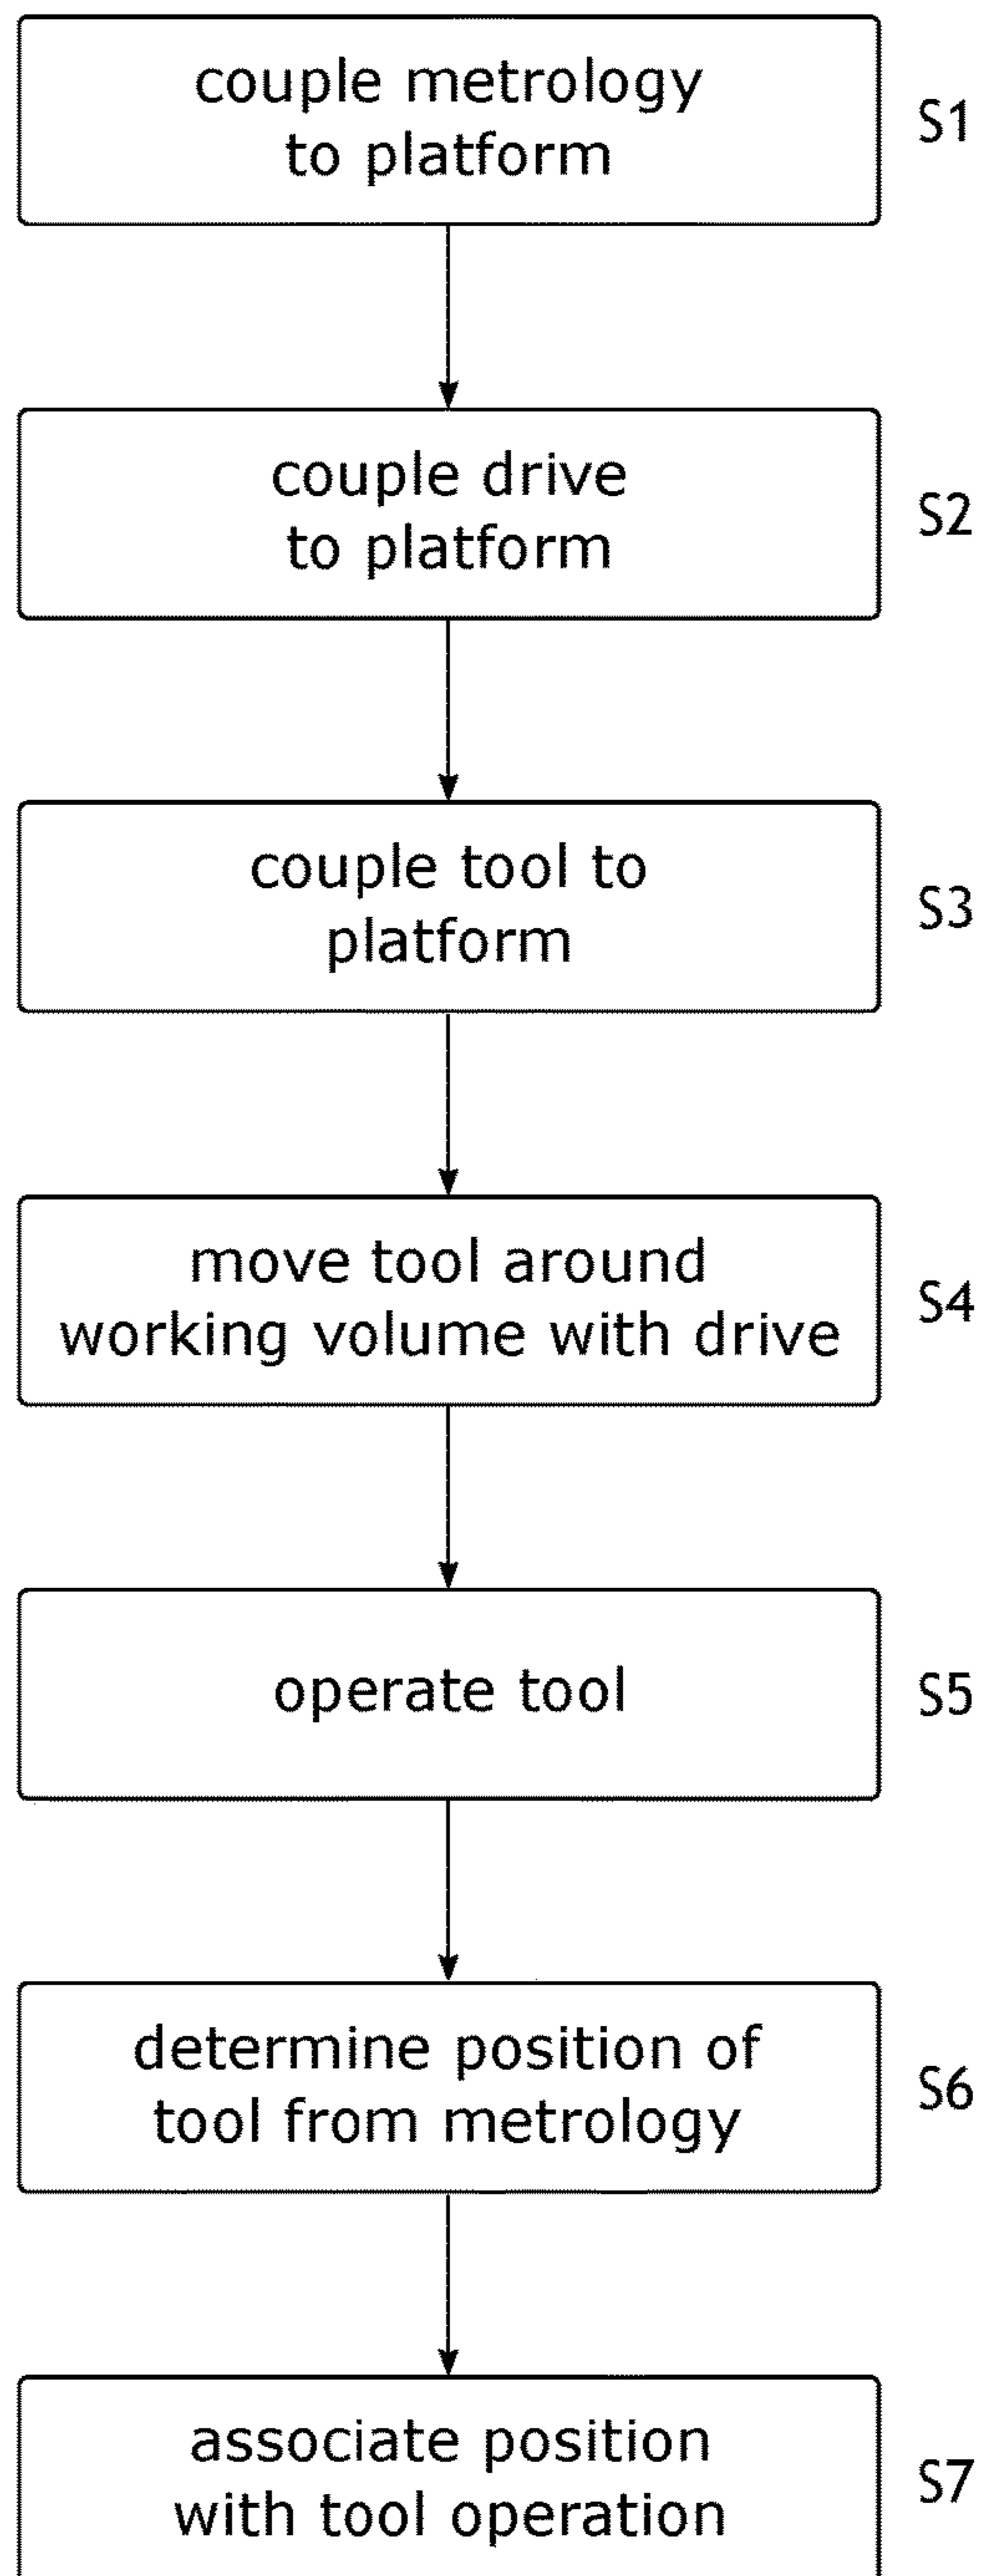 couple metrology
to platform
S1
couple drive
to platform
S2
couple tool to
platform
S3
move tool around
working volume with drive
S4
operate tool
S5
determine position of
tool from metrology
S6
associate position
with tool operation
S7